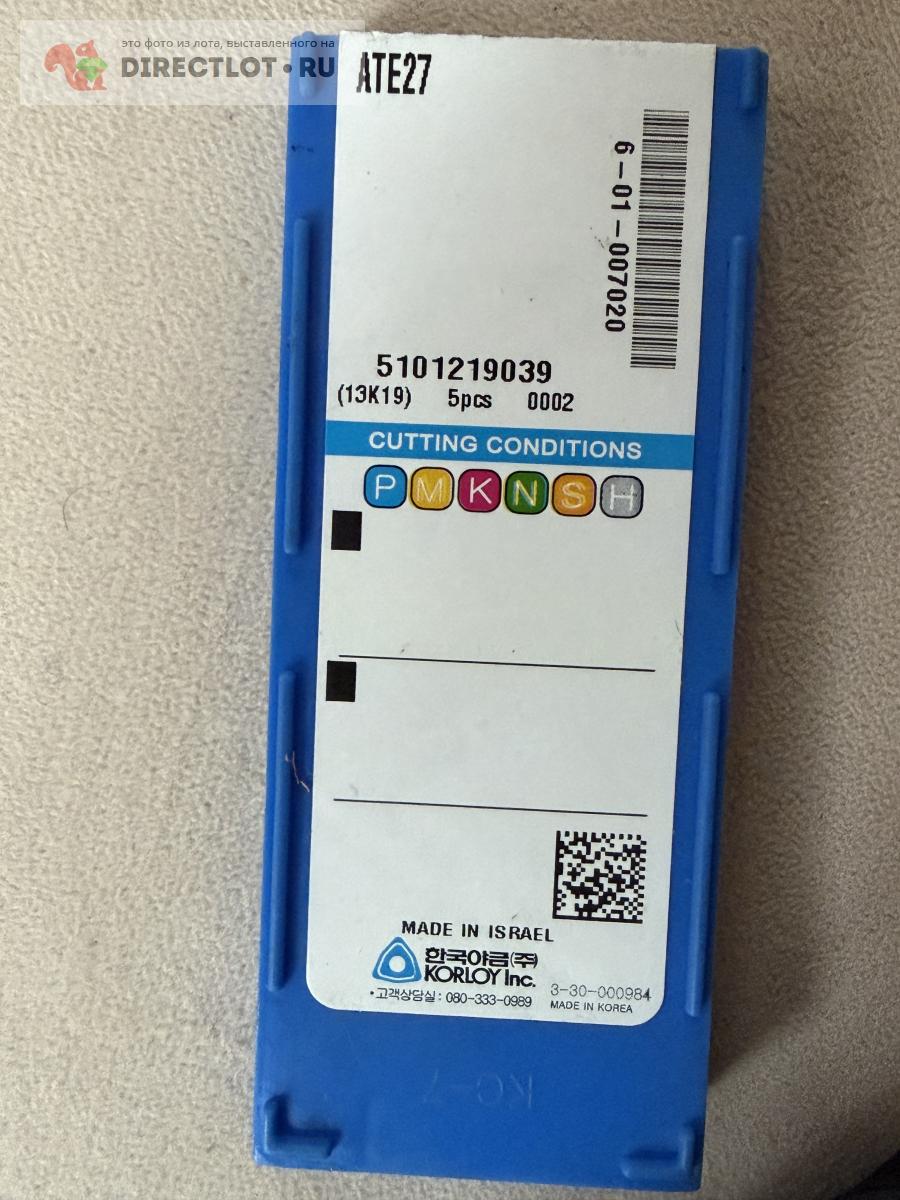 это фото из лота, выставленного на
DIRECTLOT•RU
ATE27
6-01-007020
5101219039
(13K19) 5pcs 0002
CUTTING CONDITIONS
P M K N S H
MADE IN ISRAEL
한국야금(주)
KORLOY Inc.
•고객상담실: 080-333-0989
3-30-000984
MADE IN KOREA
KO-7